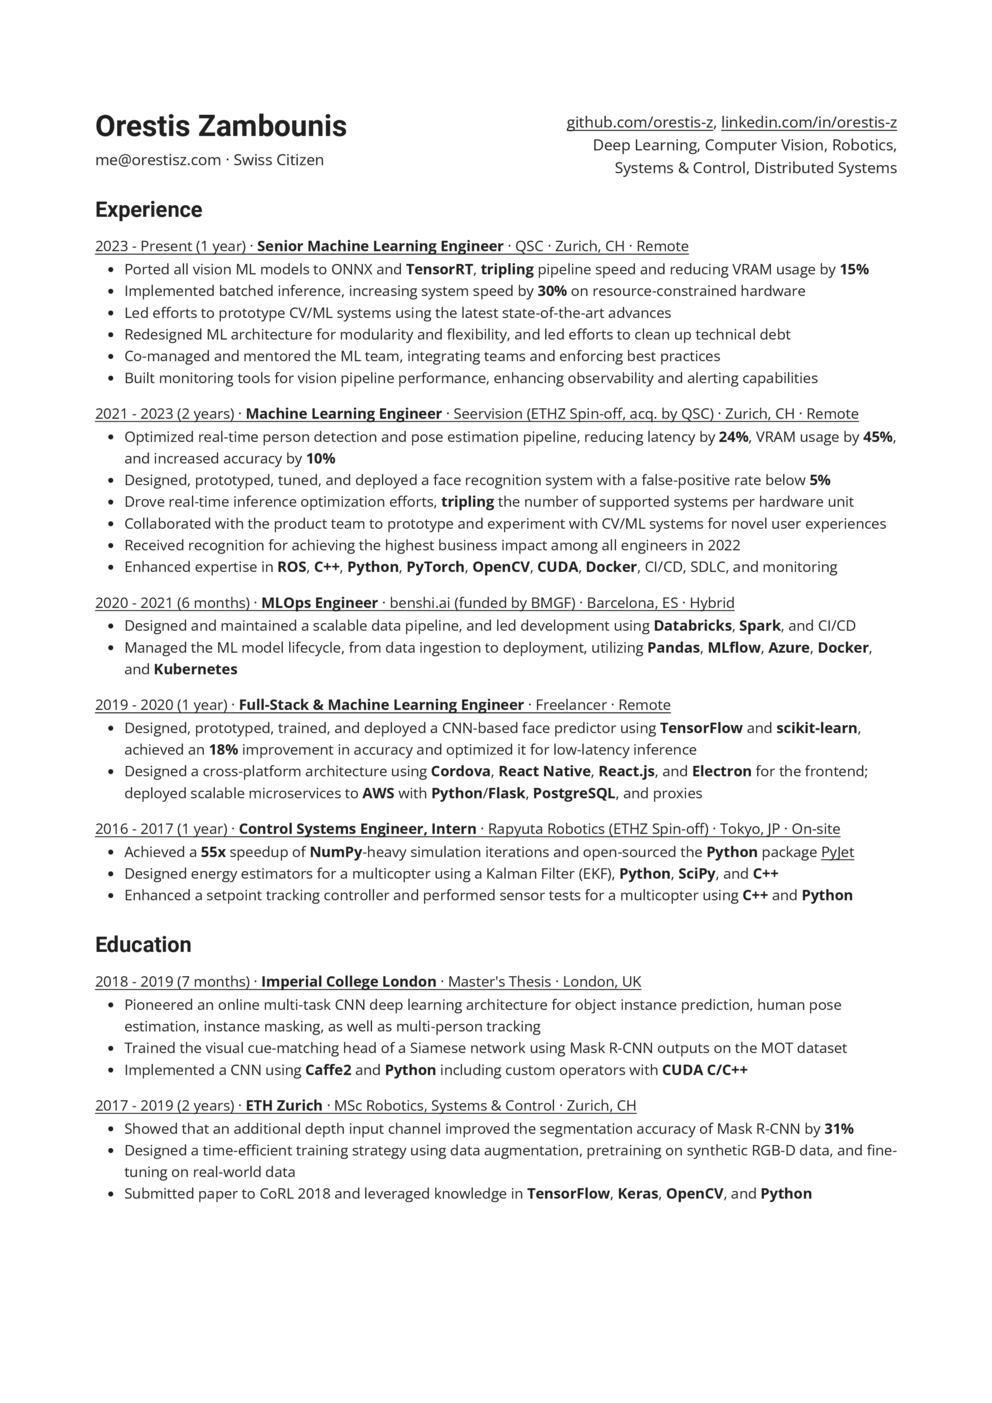 Orestis Zambounis
me@orestisz.com · Swiss Citizen
github.com/orestis-z, linkedin.com/in/orestis-z
Deep Learning, Computer Vision, Robotics,
Systems & Control, Distributed Systems
Experience
2023 - Present (1 year) · Senior Machine Learning Engineer · QSC · Zurich, CH · Remote
• Ported all vision ML models to ONNX and TensorRT, tripling pipeline speed and reducing VRAM usage by 15%
• Implemented batched inference, increasing system speed by 30% on resource-constrained hardware
• Led efforts to prototype CV/ML systems using the latest state-of-the-art advances
• Redesigned ML architecture for modularity and flexibility, and led efforts to clean up technical debt
• Co-managed and mentored the ML team, integrating teams and enforcing best practices
• Built monitoring tools for vision pipeline performance, enhancing observability and alerting capabilities
2021 - 2023 (2 years) · Machine Learning Engineer · Seervision (ETHZ Spin-off, acq. by QSC) · Zurich, CH · Remote
• Optimized real-time person detection and pose estimation pipeline, reducing latency by 24%, VRAM usage by 45%,
and increased accuracy by 10%
• Designed, prototyped, tuned, and deployed a face recognition system with a false-positive rate below 5%
• Drove real-time inference optimization efforts, tripling the number of supported systems per hardware unit
• Collaborated with the product team to prototype and experiment with CV/ML systems for novel user experiences
• Received recognition for achieving the highest business impact among all engineers in 2022
• Enhanced expertise in ROS, C++, Python, PyTorch, OpenCV, CUDA, Docker, CI/CD, SDLC, and monitoring
2020 - 2021 (6 months) · MLOps Engineer · benshi.ai (funded by BMGF) · Barcelona, ES · Hybrid
• Designed and maintained a scalable data pipeline, and led development using Databricks, Spark, and CI/CD
• Managed the ML model lifecycle, from data ingestion to deployment, utilizing Pandas, MLflow, Azure, Docker,
and Kubernetes
2019 - 2020 (1 year) · Full-Stack & Machine Learning Engineer · Freelancer · Remote
• Designed, prototyped, trained, and deployed a CNN-based face predictor using TensorFlow and scikit-learn,
achieved an 18% improvement in accuracy and optimized it for low-latency inference
• Designed a cross-platform architecture using Cordova, React Native, React.js, and Electron for the frontend;
deployed scalable microservices to AWS with Python/Flask, PostgreSQL, and proxies
2016 - 2017 (1 year) · Control Systems Engineer, Intern · Rapyuta Robotics (ETHZ Spin-off) · Tokyo, JP · On-site
• Achieved a 55x speedup of NumPy-heavy simulation iterations and open-sourced the Python package PyJet
• Designed energy estimators for a multicopter using a Kalman Filter (EKF), Python, SciPy, and C++
• Enhanced a setpoint tracking controller and performed sensor tests for a multicopter using C++ and Python
Education
2018 - 2019 (7 months) · Imperial College London · Master's Thesis · London, UK
• Pioneered an online multi-task CNN deep learning architecture for object instance prediction, human pose
estimation, instance masking, as well as multi-person tracking
• Trained the visual cue-matching head of a Siamese network using Mask R-CNN outputs on the MOT dataset
• Implemented a CNN using Caffe2 and Python including custom operators with CUDA C/C++
2017 - 2019 (2 years) · ETH Zurich · MSc Robotics, Systems & Control · Zurich, CH
• Showed that an additional depth input channel improved the segmentation accuracy of Mask R-CNN by 31%
• Designed a time-efficient training strategy using data augmentation, pretraining on synthetic RGB-D data, and fine-
tuning on real-world data
• Submitted paper to CoRL 2018 and leveraged knowledge in TensorFlow, Keras, OpenCV, and Python